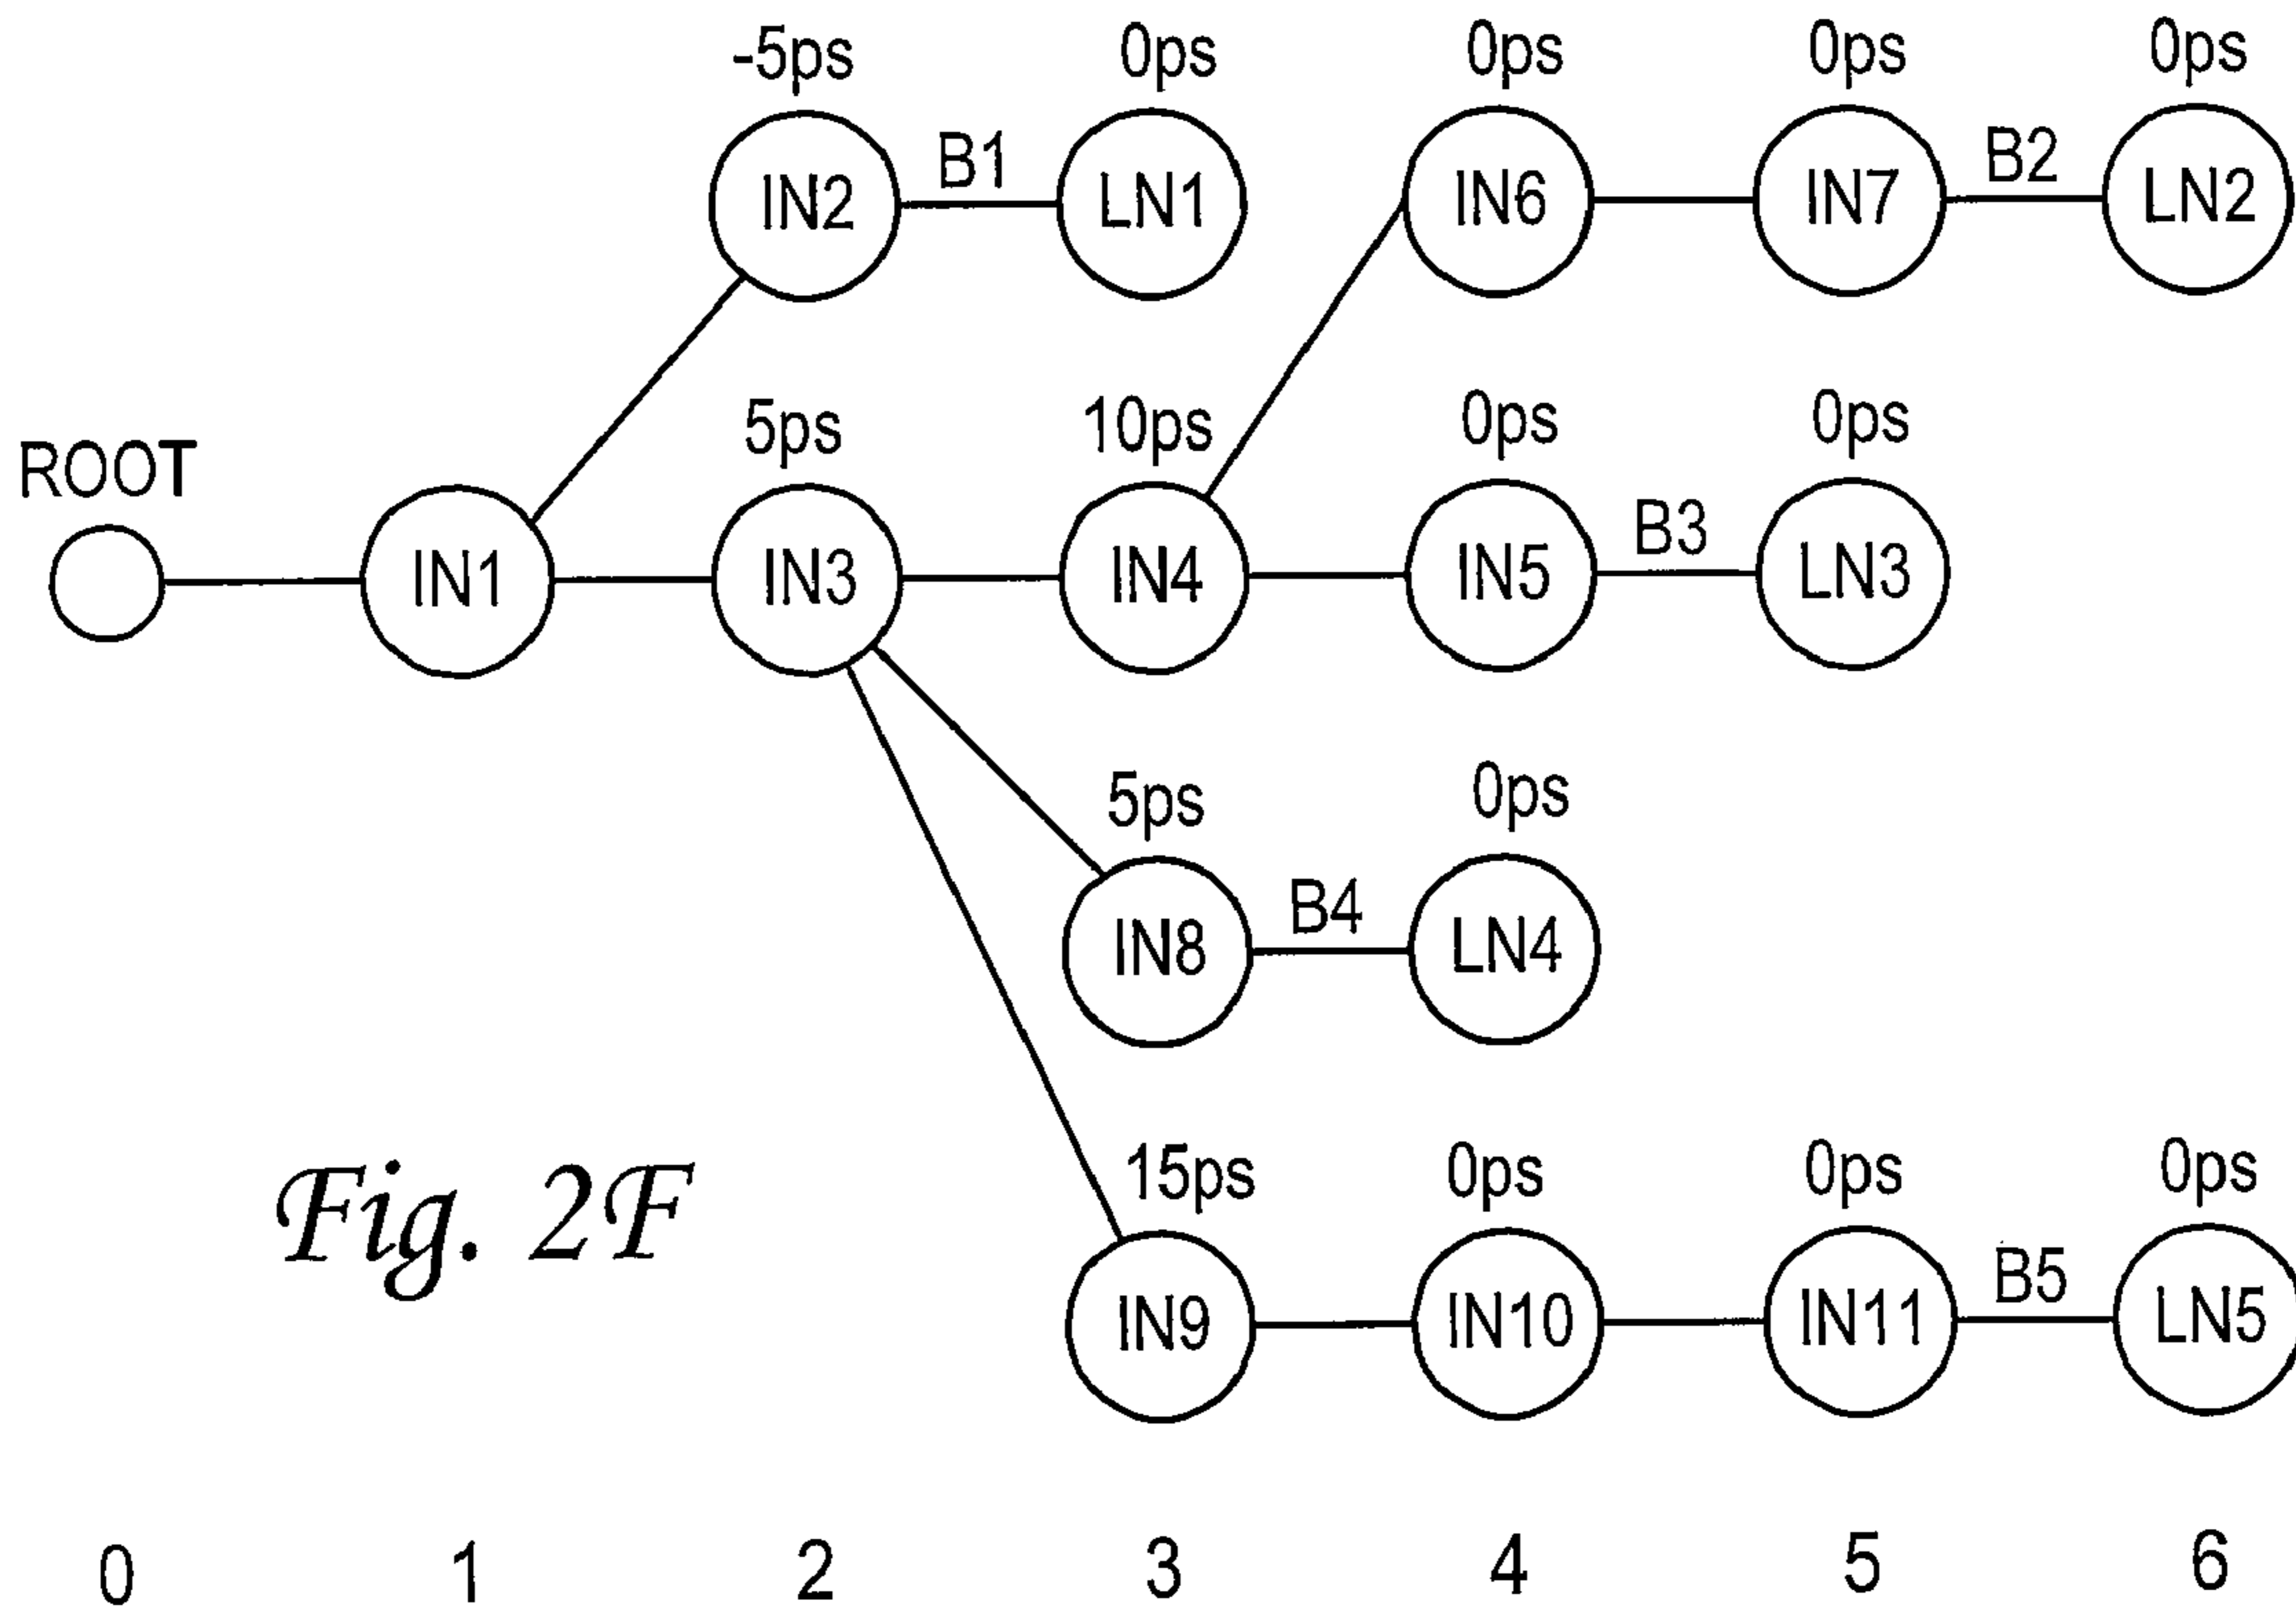 -5ps 0ps 0ps 0ps 0ps
IN2 B1 LN1 IN6 IN7 B2 LN2
5ps 10ps 0ps 0ps
ROOT
IN1 IN3 IN4 IN5 B3 LN3
5ps 0ps
IN8 B4 LN4
15ps 0ps 0ps 0ps
Fig. 2F
IN9 IN10 IN11 B5 LN5
0 1 2 3 4 5 6